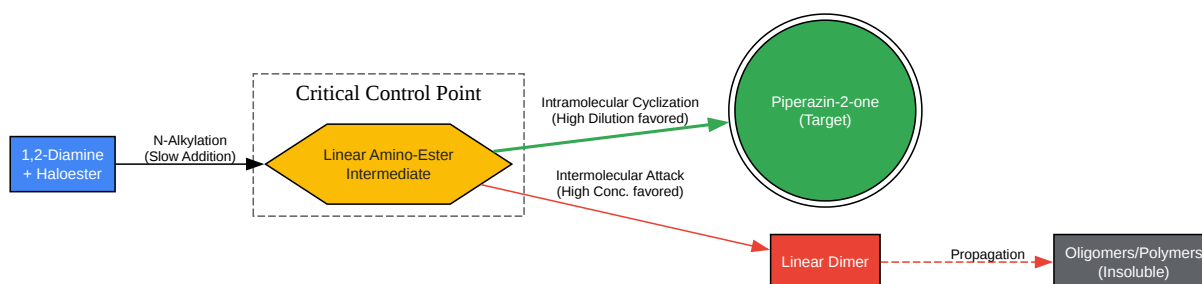 1,2-Diamine
+ Haloester
N-Alkylation
(Slow Addition)
Critical Control Point
Linear Amino-Ester
Intermediate
Intramolecular Cyclization
(High Dilution favored)
Piperazin-2-one
(Target)
Intermolecular Attack
(High Conc. favored)
Linear Dimer
Propagation
Oligomers/Polymers
(Insoluble)